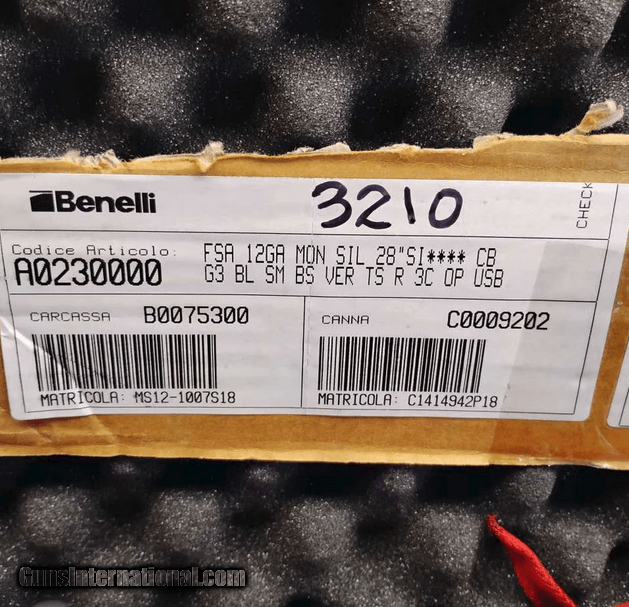 Benelli
3210
CHECK
Codice Articolo:
A0230000
FSA 12GA MON SIL 28"SI**** CB
G3 BL SM BS VER TS R 3C OP USB
CARCASSA B0075300
MATRICOLA: MS12-1007S18
CANNA C0009202
MATRICOLA: C1414942P18
GunsInternational.com